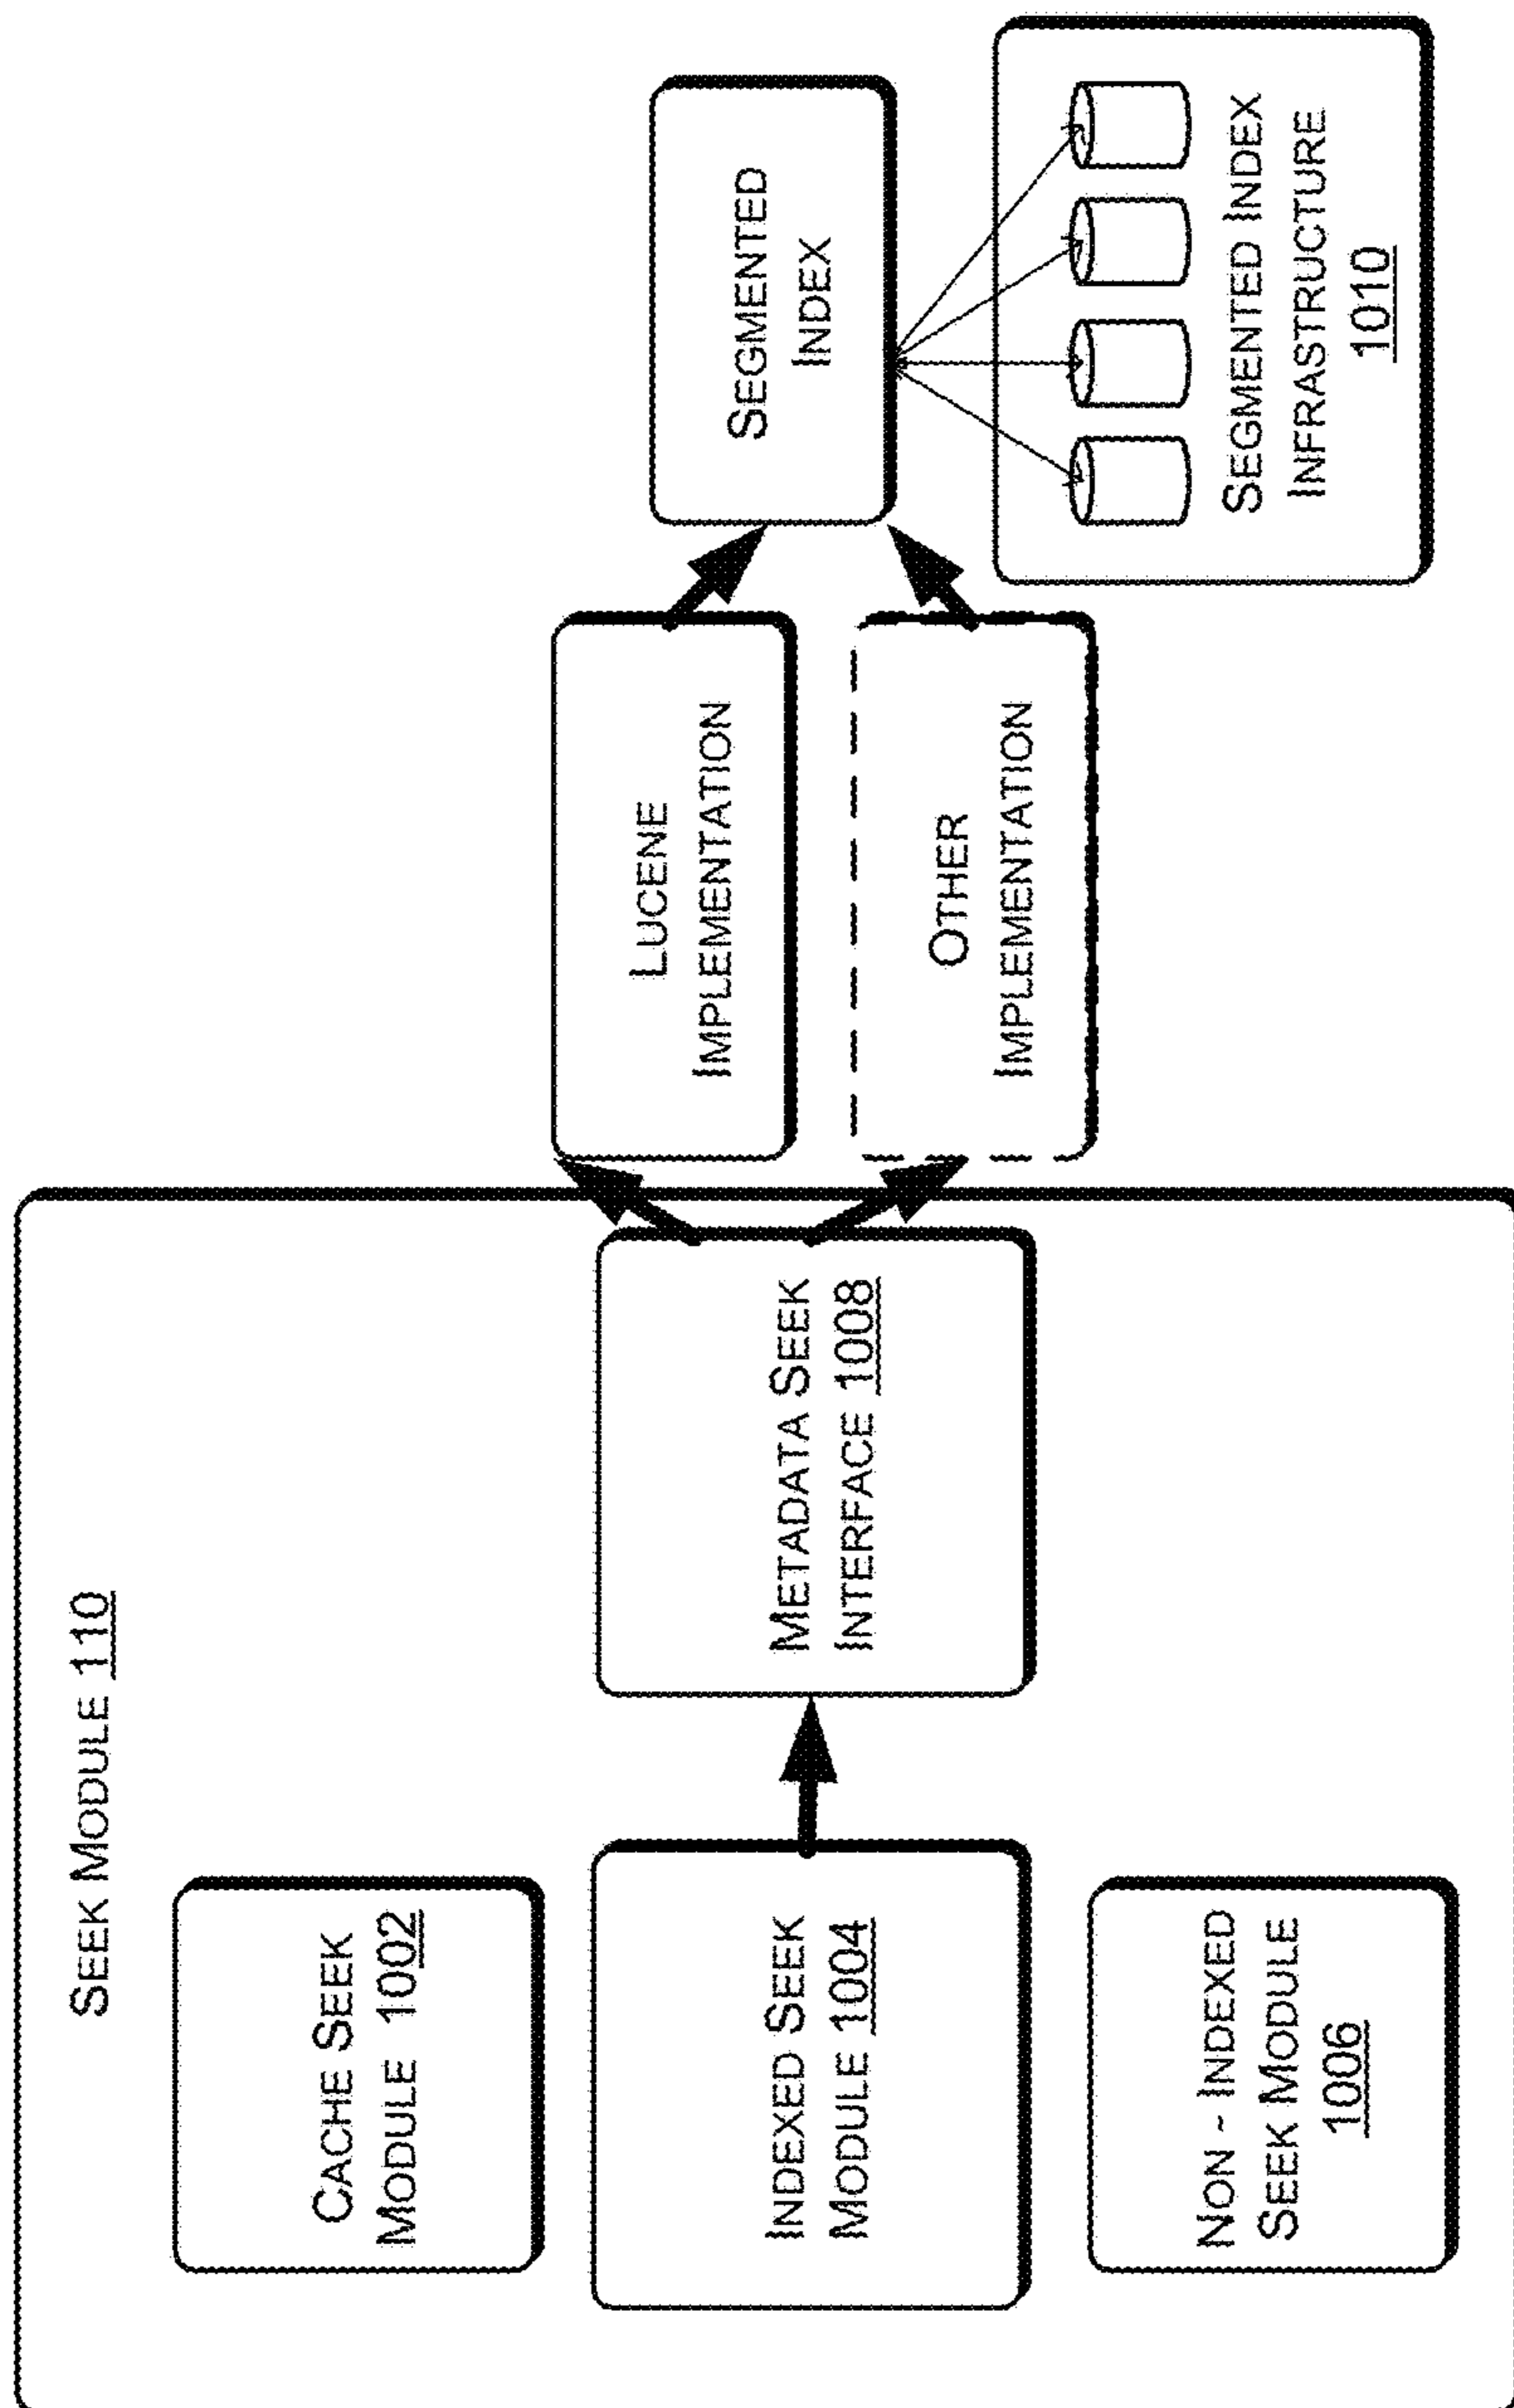 SEEK MODULE 110
CACHE SEEK
MODULE 1002
INDEXED SEEK
MODULE 1004
NON - INDEXED
SEEK MODULE
1006
METADATA SEEK
INTERFACE 1008
LUCENE
IMPLEMENTATION
OTHER
IMPLEMENTATION
SEGMENTED
INDEX
SEGMENTED INDEX
INFRASTRUCTURE
1010